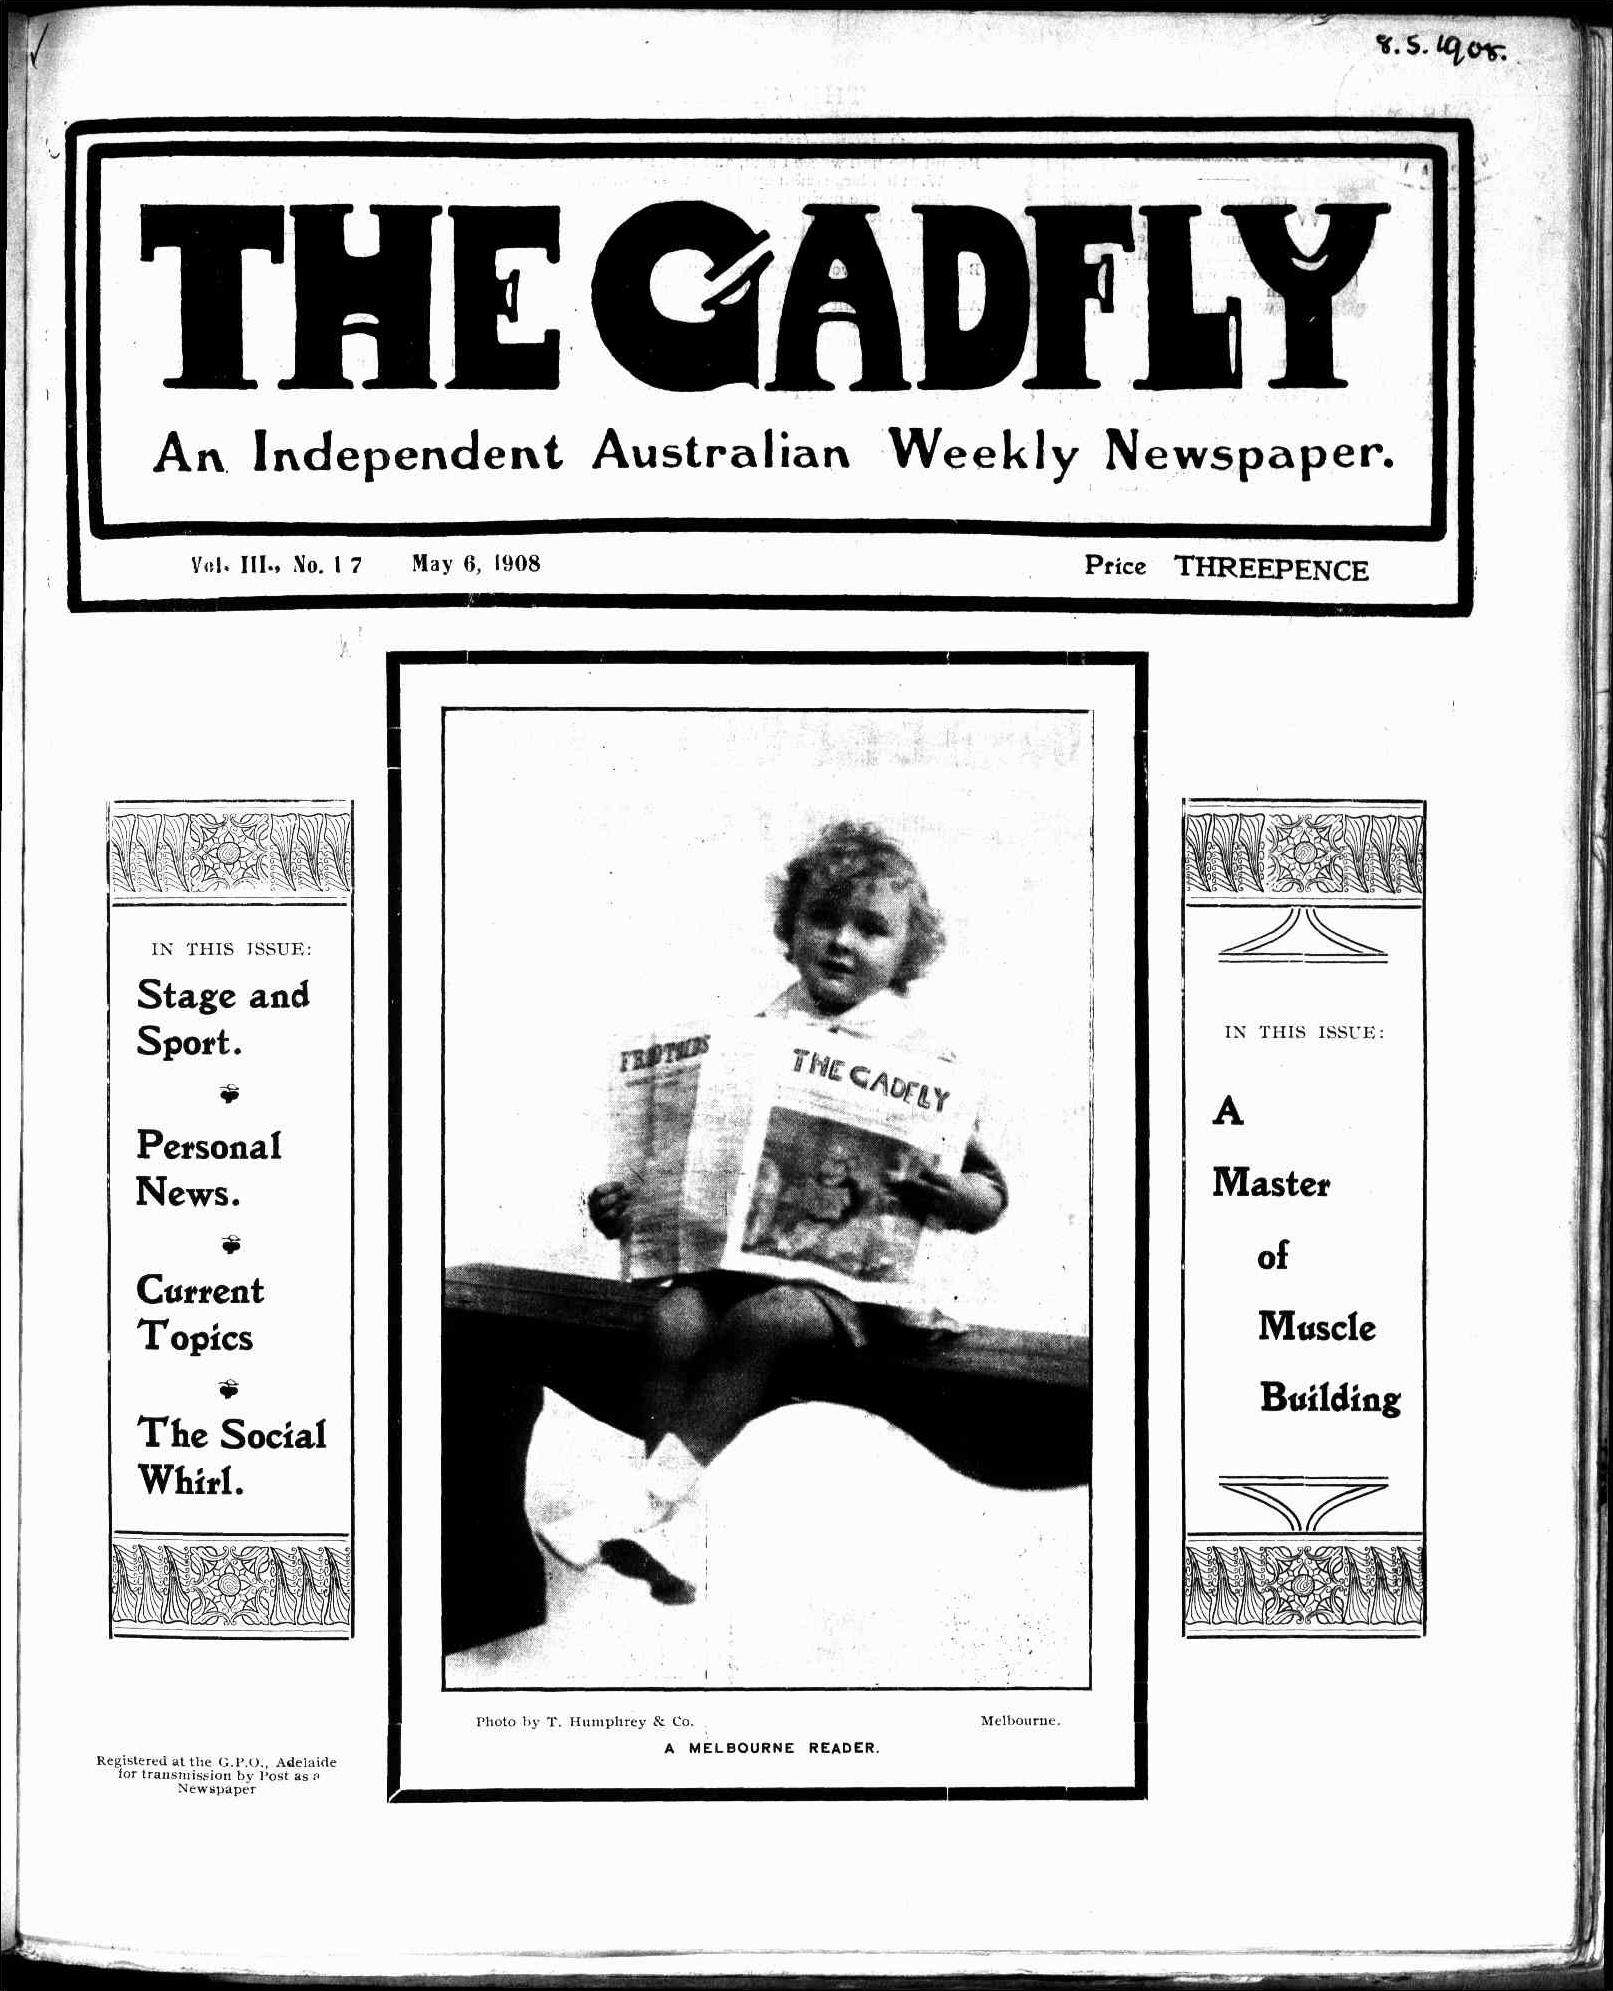 8.5.1908.
THE GADFLY
An Independent Australian Weekly Newspaper.
Vol. III., No. 17 May 6, 1908 Price THREEPENCE
IN THIS ISSUE:
Stage and
Sport.
Personal
News.
Current
Topics
The Social
Whirl.
THE GADFLY
IN THIS ISSUE:
A
Master
of
Muscle
Building
Photo by T. Humphrey & Co. Melbourne.
A MELBOURNE READER.
Registered at the G.P.O., Adelaide
for transmission by Post as a
Newspaper